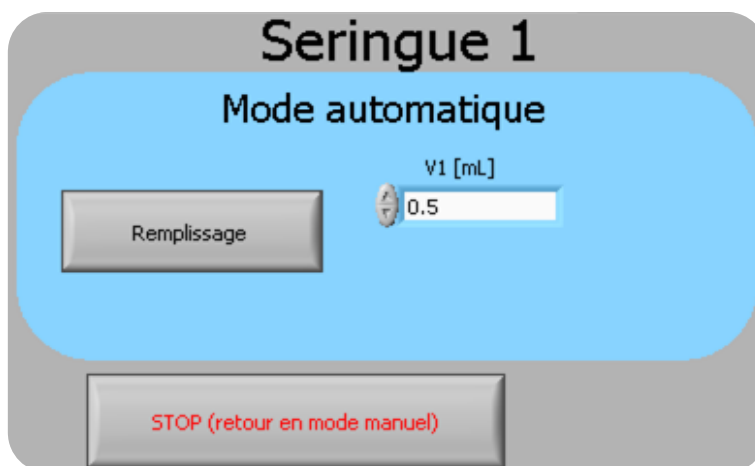 Seringue 1
Mode automatique
V1 [mL]
0.5
Remplissage
STOP (retour en mode manuel)